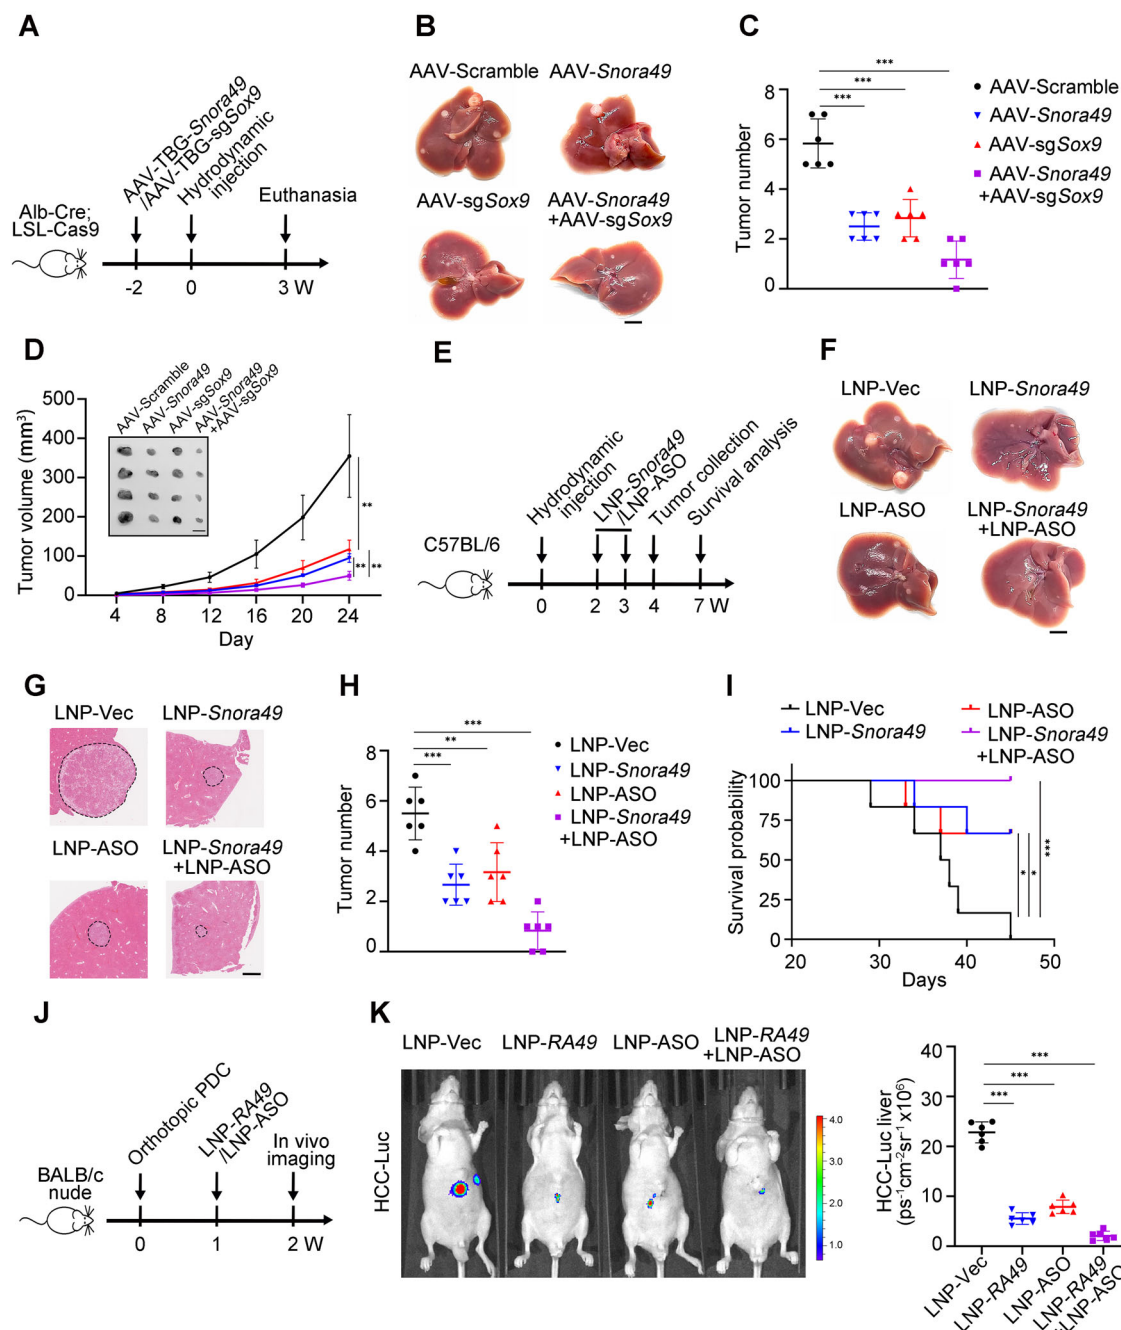 A
Alb-Cre;
LSL-Cas9
AAV-TBG-Snora49
/AAV-TBG-sgSox9
Hydrodynamic
injection
Euthanasia
-2
0
3 W
B
AAV-Scramble
AAV-Snora49
AAV-sgSox9
AAV-Snora49
+AAV-sgSox9
C
Tumor number
8
6
4
2
0
***
***
***
AAV-Scramble
AAV-Snora49
AAV-sgSox9
AAV-Snora49
+AAV-sgSox9
D
Tumor volume (mm³)
500
400
300
200
100
0
AAV-Scramble
AAV-Snora49
AAV-sgSox9
AAV-Snora49
+AAV-sgSox9
**
**
**
4
8
12
16
20
24
Day
E
C57BL/6
Hydrodynamic
injection
LNP-Snora49
/LNP-ASO
Tumor collection
Survival analysis
0
2
3
4
7 W
F
LNP-Vec
LNP-Snora49
LNP-ASO
LNP-Snora49
+LNP-ASO
G
LNP-Vec
LNP-Snora49
LNP-ASO
LNP-Snora49
+LNP-ASO
H
Tumor number
8
6
4
2
0
***
**
***
LNP-Vec
LNP-Snora49
LNP-ASO
LNP-Snora49
+LNP-ASO
I
LNP-Vec
LNP-Snora49
LNP-ASO
LNP-Snora49
+LNP-ASO
Survival probability
100
75
50
25
0
*
*
***
20
30
40
50
Days
J
BALB/c
nude
Orthotopic PDC
LNP-RA49
/LNP-ASO
In vivo
imaging
0
1
2 W
K
LNP-Vec
LNP-RA49
LNP-ASO
LNP-RA49
+LNP-ASO
HCC-Luc
4.0
3.0
2.0
1.0
HCC-Luc liver
(ps⁻¹cm⁻²sr⁻¹ x10⁶)
40
30
20
10
0
***
***
***
LNP-Vec
LNP-RA49
LNP-ASO
LNP-RA49
+LNP-ASO